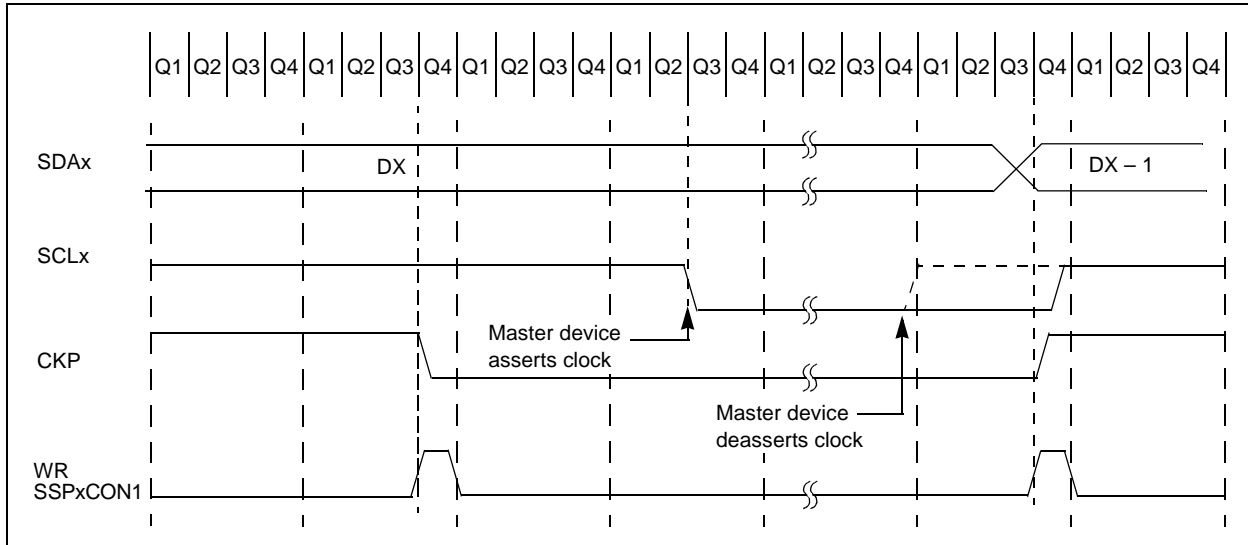 Q1 Q2 Q3 Q4 Q1 Q2 Q3 Q4 Q1 Q2 Q3 Q4 Q1 Q2 Q3 Q4 Q1 Q2 Q3 Q4 Q1 Q2 Q3 Q4 Q1 Q2 Q3 Q4
SDAx
DX
DX – 1
SCLx
Master device
asserts clock
CKP
Master device
deasserts clock
WR
SSPxCON1